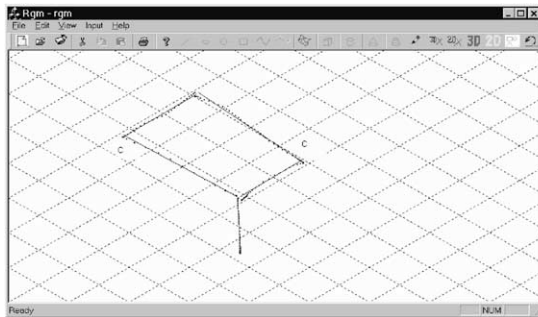 Rgm - rgm
File Edit View Input Help
3D 2D
C
C
Ready NUM